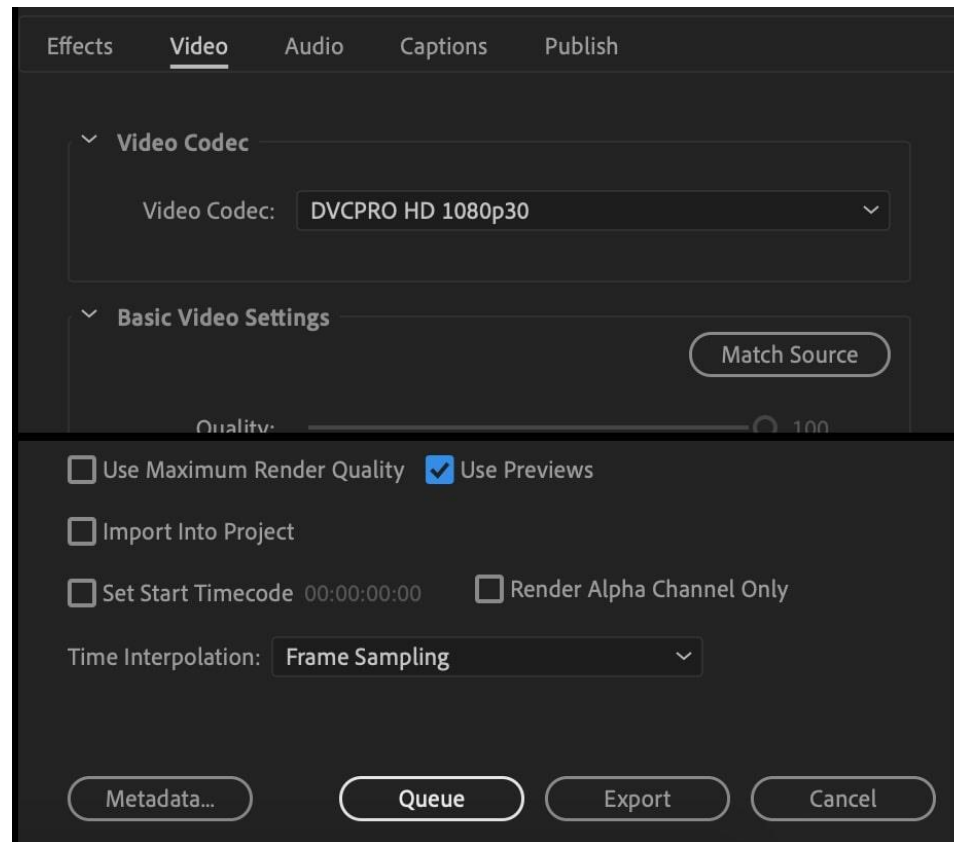 Effects Video Audio Captions Publish
Video Codec
Video Codec: DVCPRO HD 1080p30
Basic Video Settings
Match Source
Quality: 100
Use Maximum Render Quality Use Previews
Import Into Project
Set Start Timecode 00:00:00:00 Render Alpha Channel Only
Time Interpolation: Frame Sampling
Metadata... Queue Export Cancel